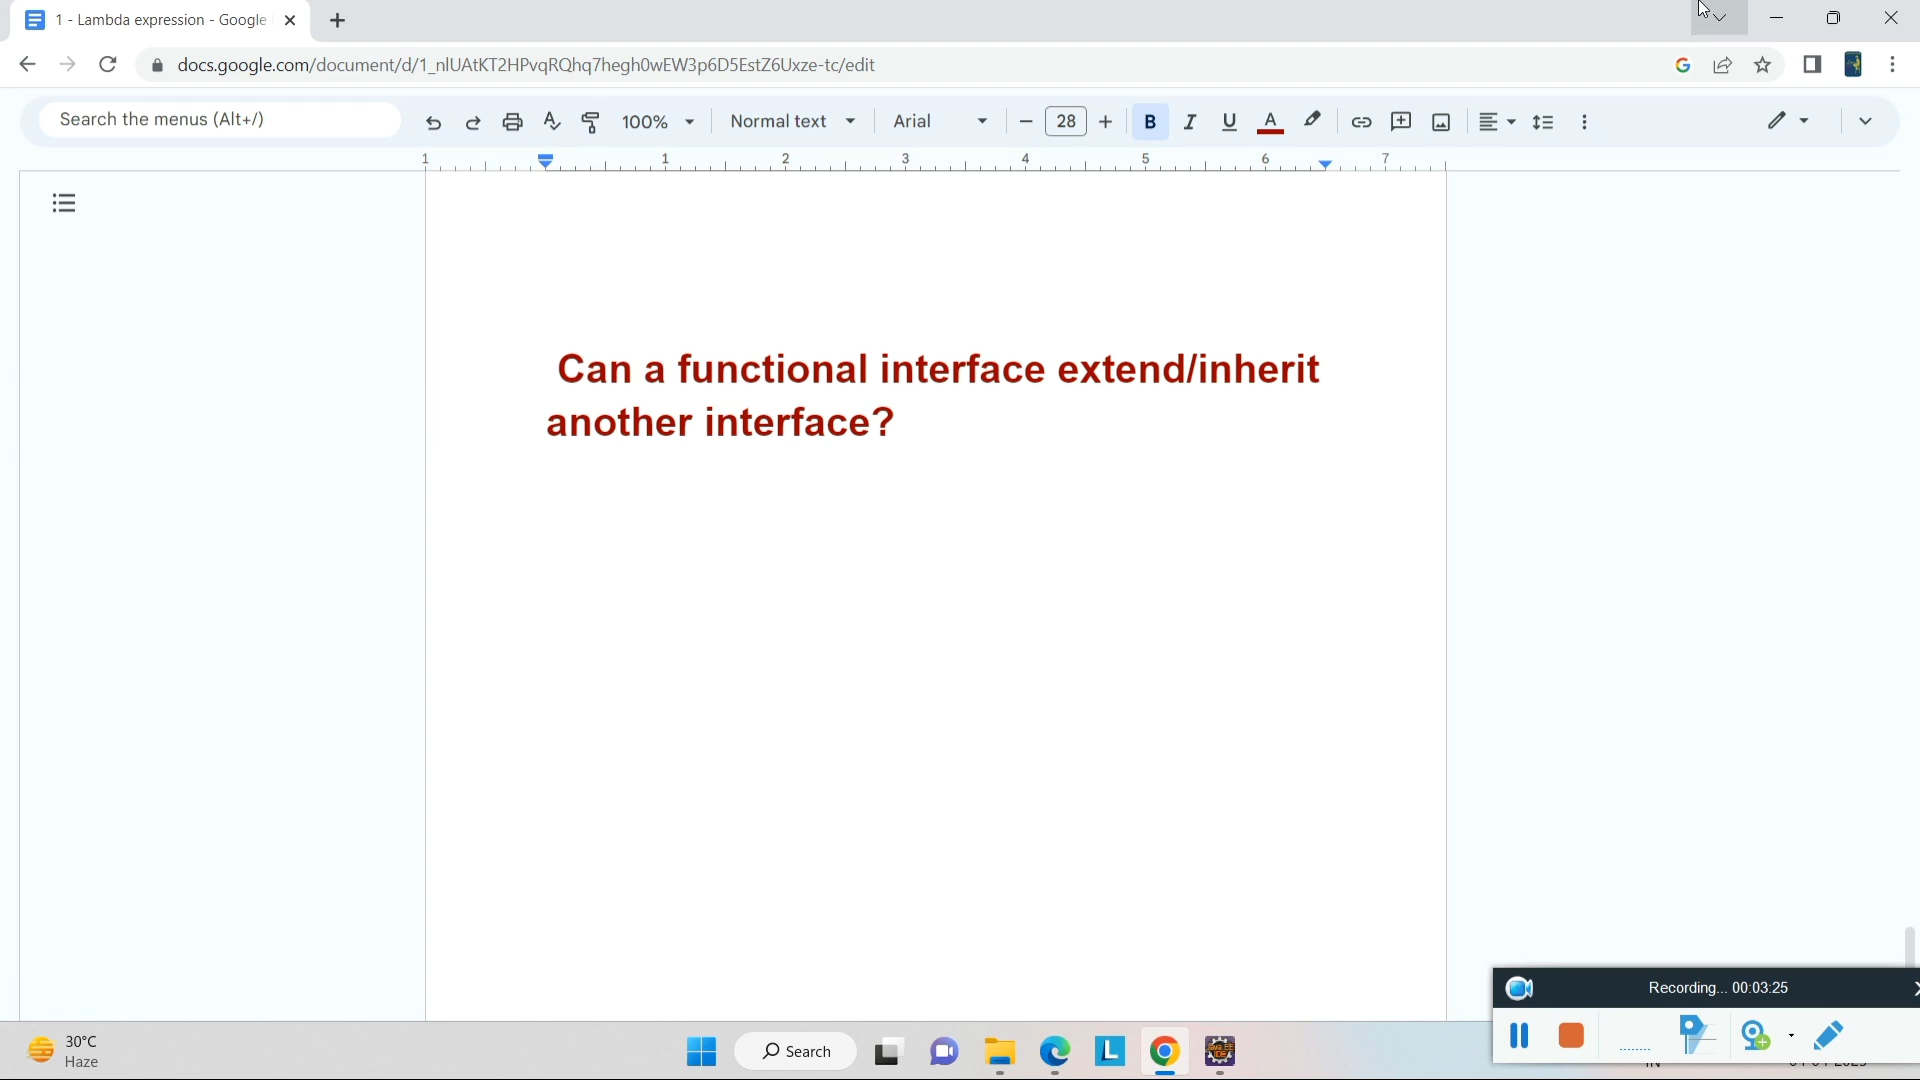 1 - Lambda expression - Google
docs.google.com/document/d/1_nlUAtKT2HPvqRQhq7hegh0wEW3p6D5EstZ6Uxze-tc/edit
Search the menus (Alt+/)
100%
Normal text
Arial
28
B
I
U
A
1 1 2 3 4 5 6 7
Can a functional interface extend/inherit
another interface?
Recording... 00:03:25
30°C
Haze
Search